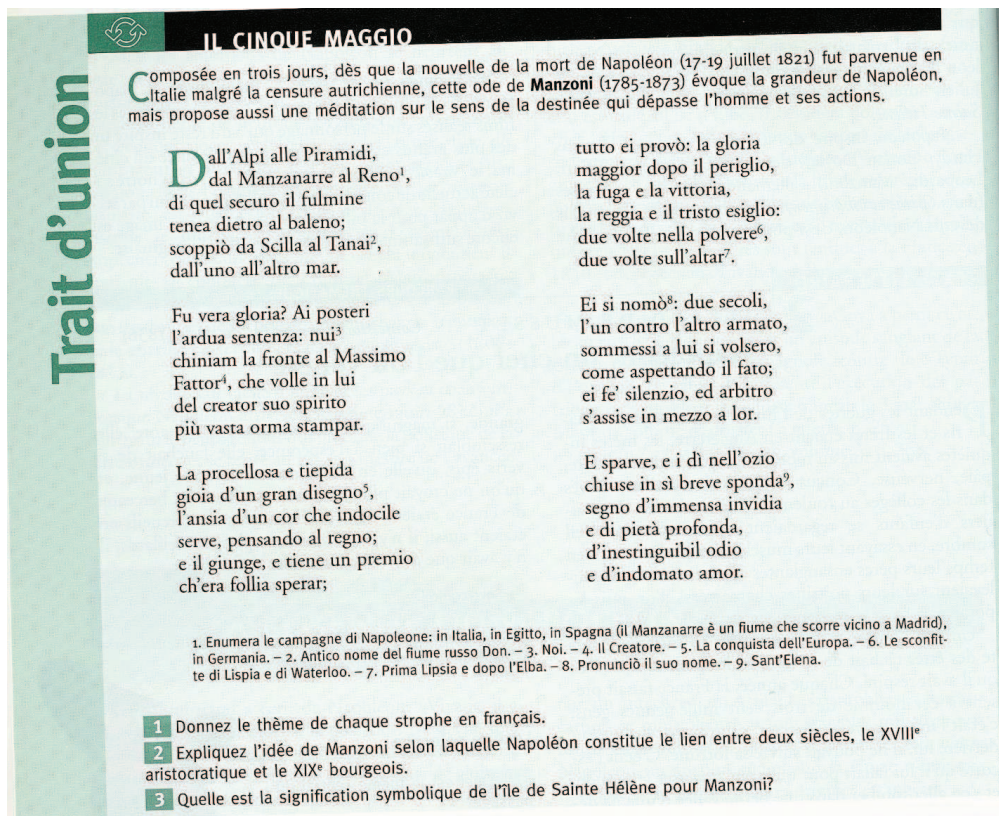 Trait d'union
IL CINQUE MAGGIO
Composée en trois jours, dès que la nouvelle de la mort de Napoléon (17-19 juillet 1821) fut parvenue en
Italie malgré la censure autrichienne, cette ode de Manzoni (1785-1873) évoque la grandeur de Napoléon,
mais propose aussi une méditation sur le sens de la destinée qui dépasse l'homme et ses actions.
Dall'Alpi alle Piramidi,
dal Manzanarre al Reno¹,
di quel securo il fulmine
tenea dietro al baleno;
scoppiò da Scilla al Tanai²,
dall'uno all'altro mar.
Fu vera gloria? Ai posteri
l'ardua sentenza: nui³
chiniam la fronte al Massimo
Fattor⁴, che volle in lui
del creator suo spirito
più vasta orma stampar.
La procellosa e tiepida
gioia d'un gran disegno⁵,
l'ansia d'un cor che indocile
serve, pensando al regno;
e il giunge, e tiene un premio
ch'era follia sperar;
tutto ei provò: la gloria
maggior dopo il periglio,
la fuga e la vittoria,
la reggia e il tristo esiglio:
due volte nella polvere⁶,
due volte sull'altar⁷.
Ei si nomò⁸: due secoli,
l'un contro l'altro armato,
sommessi a lui si volsero,
come aspettando il fato;
ei fe' silenzio, ed arbitro
s'assise in mezzo a lor.
E sparve, e i dì nell'ozio
chiuse in sì breve sponda⁹,
segno d'immensa invidia
e di pietà profonda,
d'inestinguibil odio
e d'indomato amor.
1. Enumera le campagne di Napoleone: in Italia, in Egitto, in Spagna (il Manzanarre è un fiume che scorre vicino a Madrid),
in Germania. – 2. Antico nome del fiume russo Don. – 3. Noi. – 4. Il Creatore. – 5. La conquista dell'Europa. – 6. Le sconfit-
te di Lispia e di Waterloo. – 7. Prima Lipsia e dopo l'Elba. – 8. Pronunciò il suo nome. – 9. Sant'Elena.
1 Donnez le thème de chaque strophe en français.
2 Expliquez l'idée de Manzoni selon laquelle Napoléon constitue le lien entre deux siècles, le XVIIIᵉ
aristocratique et le XIXᵉ bourgeois.
3 Quelle est la signification symbolique de l'île de Sainte Hélène pour Manzoni?